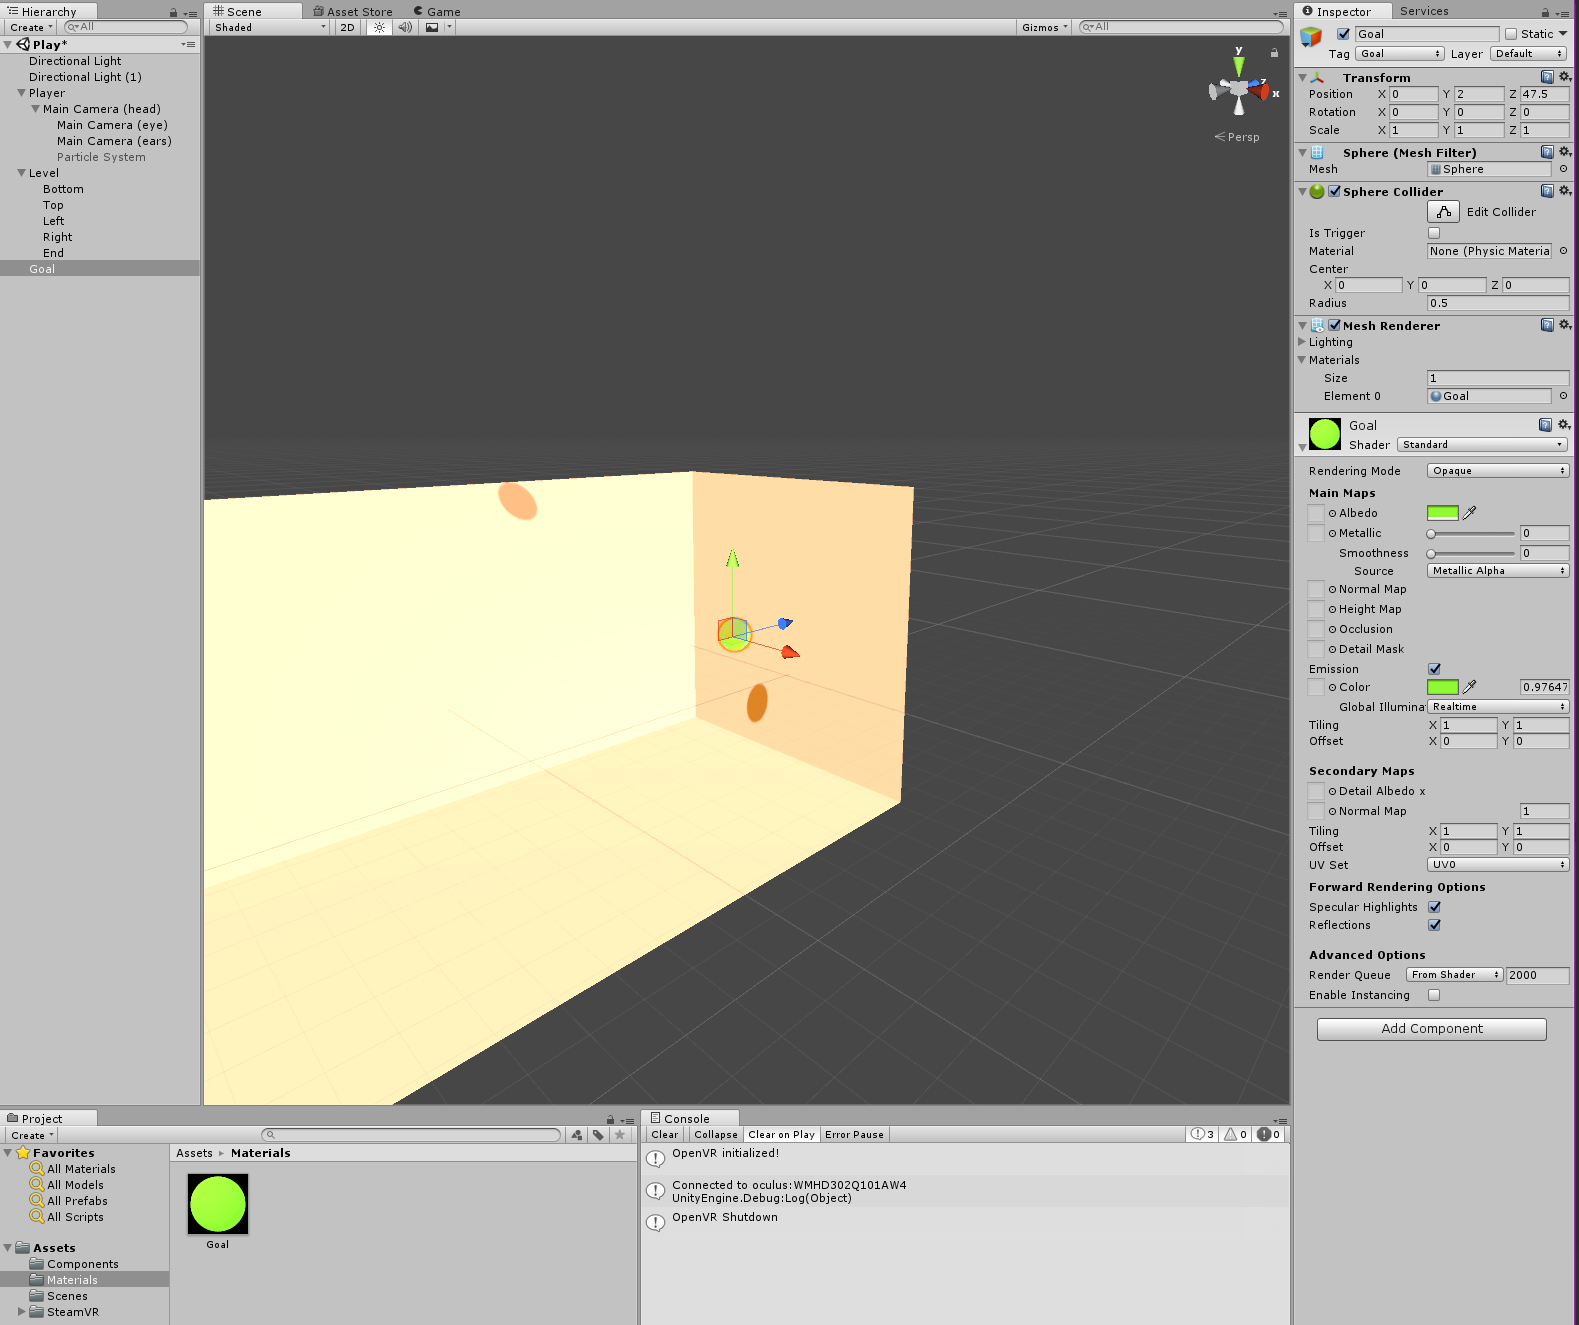 Hierarchy
Create
All
Play*
Directional Light
Directional Light (1)
Player
Main Camera (head)
Main Camera (eye)
Main Camera (ears)
Particle System
Level
Bottom
Top
Left
Right
End
Goal
Scene
Asset Store
Game
Shaded
2D
Gizmos
All
y
z
x
Persp
Inspector
Services
Goal
Static
Tag
Goal
Layer
Default
Transform
Position X 0 Y 2 Z 47.5
Rotation X 0 Y 0 Z 0
Scale X 1 Y 1 Z 1
Sphere (Mesh Filter)
Mesh Sphere
Sphere Collider
Edit Collider
Is Trigger
Material None (Physic Materia
Center
X 0 Y 0 Z 0
Radius 0.5
Mesh Renderer
Lighting
Materials
Size 1
Element 0 Goal
Goal
Shader Standard
Rendering Mode Opaque
Main Maps
Albedo
Metallic 0
Smoothness 0
Source Metallic Alpha
Normal Map
Height Map
Occlusion
Detail Mask
Emission
Color 0.97647
Global Illumina Realtime
Tiling X 1 Y 1
Offset X 0 Y 0
Secondary Maps
Detail Albedo x
Normal Map 1
Tiling X 1 Y 1
Offset X 0 Y 0
UV Set UV0
Forward Rendering Options
Specular Highlights
Reflections
Advanced Options
Render Queue From Shader 2000
Enable Instancing
Add Component
Project
Create
Favorites
All Materials
All Models
All Prefabs
All Scripts
Assets
Components
Materials
Scenes
SteamVR
Assets Materials
Goal
Console
Clear Collapse Clear on Play Error Pause 3 0 0
OpenVR initialized!
Connected to oculus:WMHD302Q101AW4
UnityEngine.Debug:Log(Object)
OpenVR Shutdown